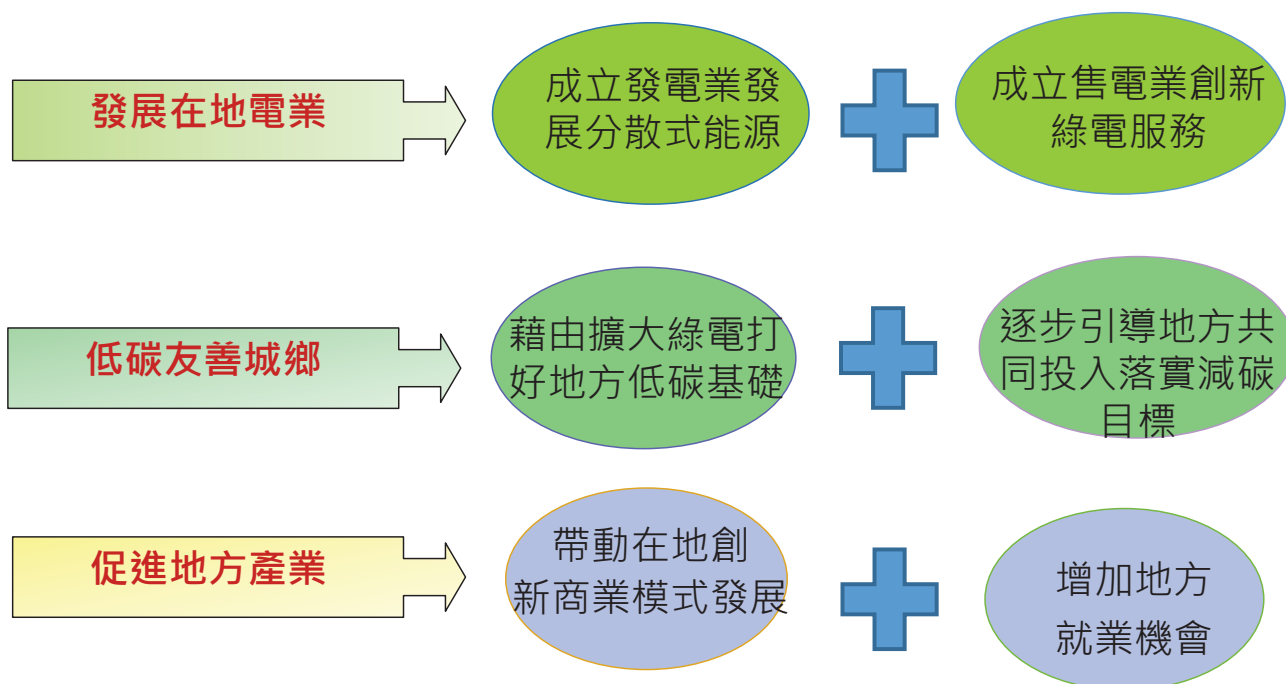 發展在地電業
成立發電業發
展分散式能源
成立售電業創新
綠電服務
低碳友善城鄉
藉由擴大綠電打
好地方低碳基礎
逐步引導地方共
同投入落實減碳
目標
促進地方產業
帶動在地創
新商業模式發展
增加地方
就業機會